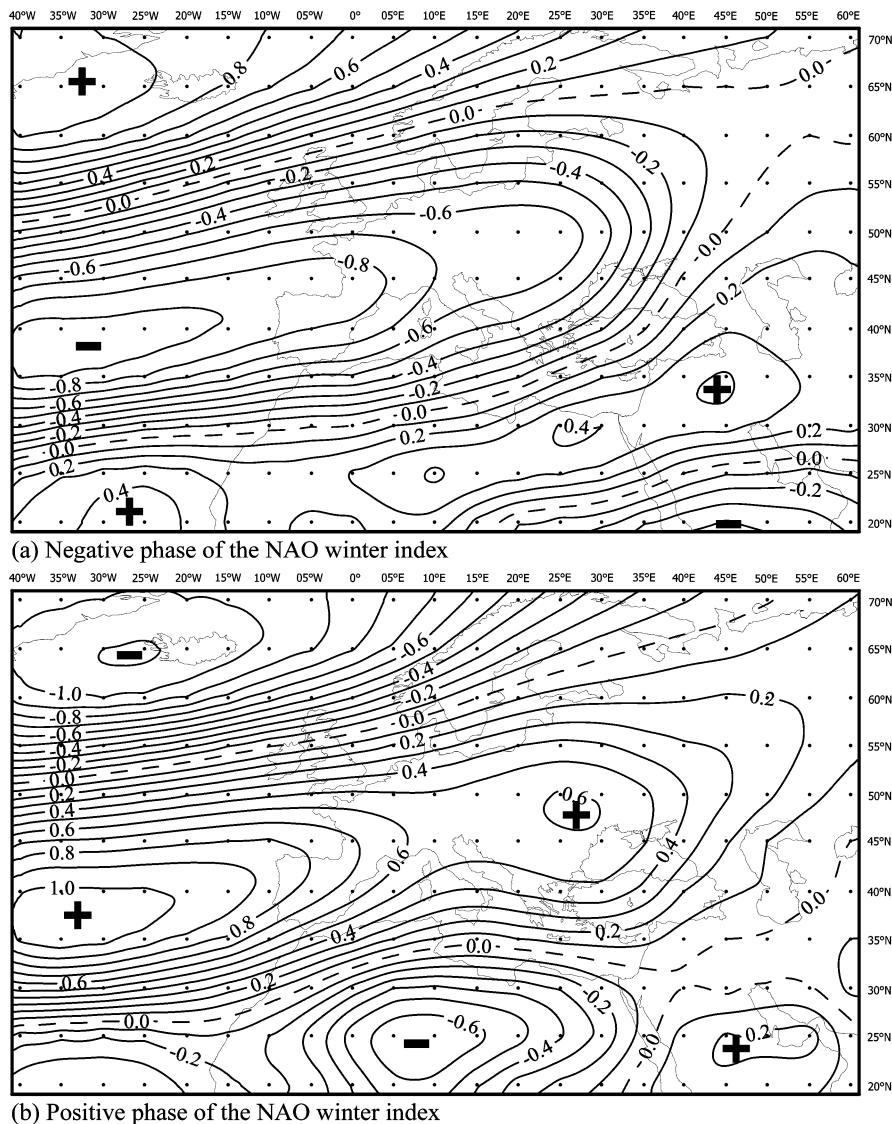 40°W 35°W 30°W 25°W 20°W 15°W 10°W 05°W 0° 05°E 10°E 15°E 20°E 25°E 30°E 35°E 40°E 45°E 50°E 55°E 60°E
70°N
0.8 0.6 0.4 0.2 0.0
+
65°N
0.0
60°N
0.4 0.2 -0.2 -0.2 -0.4
55°N
0.0 -0.4 -0.6
50°N
-0.0
-0.6 -0.8
45°N
0.2
-0.6
40°N
-
-0.4
35°N
-0.8 +
-0.6 -0.2
-0.4 0.0
30°N
-0.2 0.4 0.2
0.0 0.2 0.0
0.2
25°N
0.4 -0.2
+
20°N
-
(a) Negative phase of the NAO winter index
40°W 35°W 30°W 25°W 20°W 15°W 10°W 05°W 0° 05°E 10°E 15°E 20°E 25°E 30°E 35°E 40°E 45°E 50°E 55°E 60°E
70°N
-0.6
65°N
-
-0.4
-1.0 -0.2 0.2
60°N
-0.8 0.0
-0.6 0.2
55°N
-0.4
-0.2 0.4
0.0
0.2 0.6
50°N
0.4 +
0.6
45°N
0.8 0.6 0.4
1.0
40°N
0.0
+ 0.8 0.4 0.2
35°N
0.0
0.6 0.2
30°N
-0.2
0.0 -0.6 0.2
25°N
-0.2 - -0.4 -0.0 +
20°N
(b) Positive phase of the NAO winter index